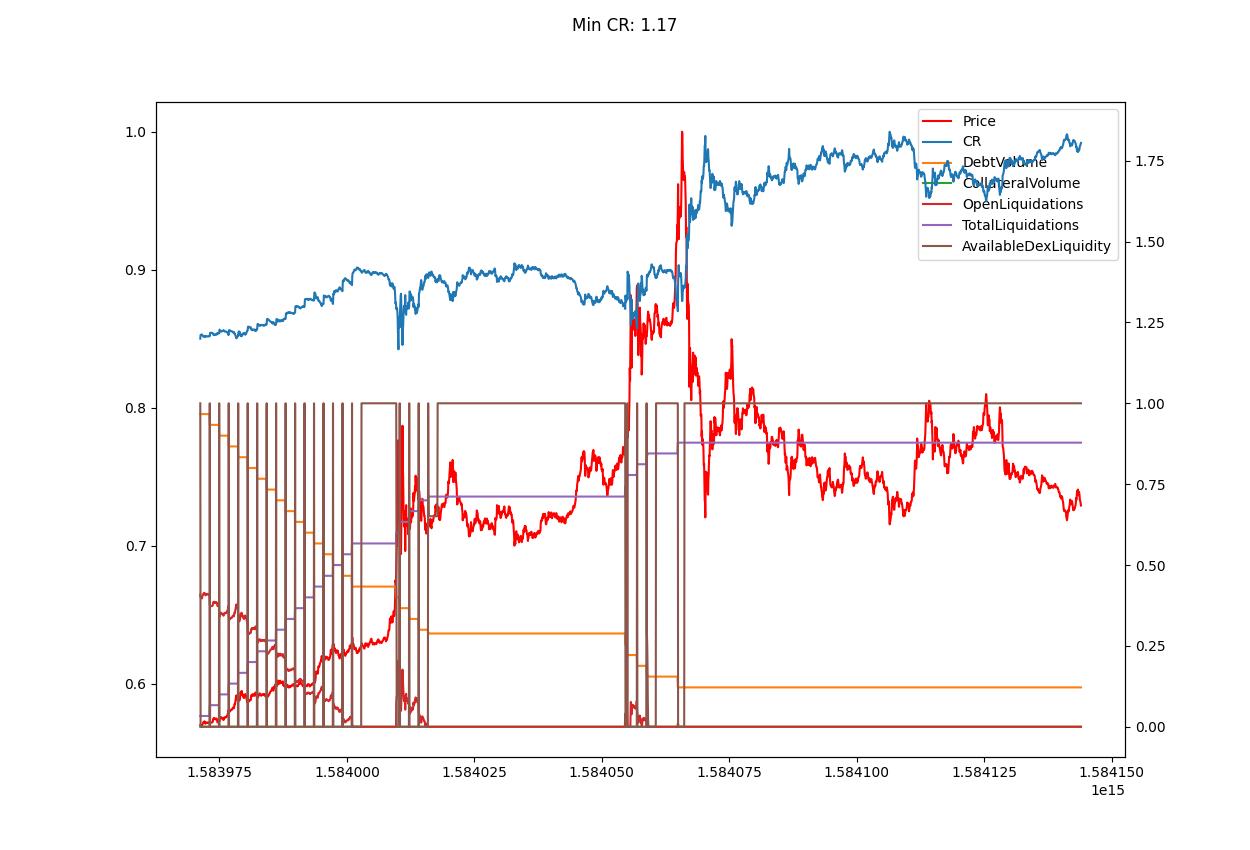 Min CR: 1.17
Price
CR
DebtVolume
CollateralVolume
OpenLiquidations
TotalLiquidations
AvailableDexLiquidity
1.0
0.9
0.8
0.7
0.6
1.75
1.50
1.25
1.00
0.75
0.50
0.25
0.00
1.583975 1.584000 1.584025 1.584050 1.584075 1.584100 1.584125 1.584150
1e15